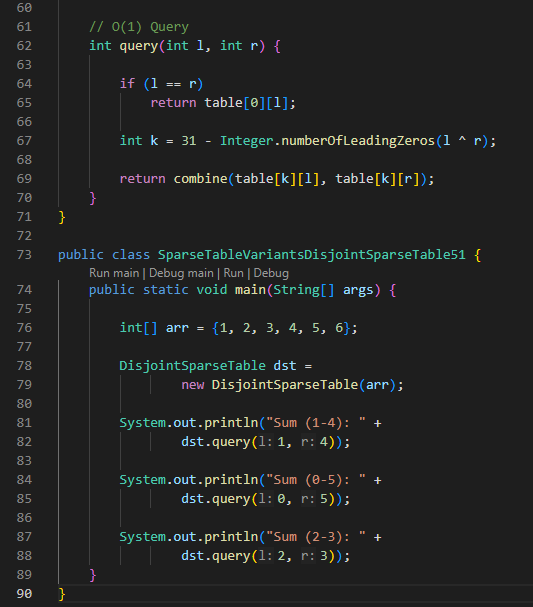 60
61 // O(1) Query
62 int query(int l, int r) {
63
64 if (l == r)
65 return table[0][l];
66
67 int k = 31 - Integer.numberOfLeadingZeros(l ^ r);
68
69 return combine(table[k][l], table[k][r]);
70 }
71 }
72
73 public class SparseTableVariantsDisjointSparseTable51 {
Run main | Debug main | Run | Debug
74 public static void main(String[] args) {
75
76 int[] arr = {1, 2, 3, 4, 5, 6};
77
78 DisjointSparseTable dst =
79 new DisjointSparseTable(arr);
80
81 System.out.println("Sum (1-4): " +
82 dst.query(l: 1, r: 4));
83
84 System.out.println("Sum (0-5): " +
85 dst.query(l: 0, r: 5));
86
87 System.out.println("Sum (2-3): " +
88 dst.query(l: 2, r: 3));
89 }
90 }